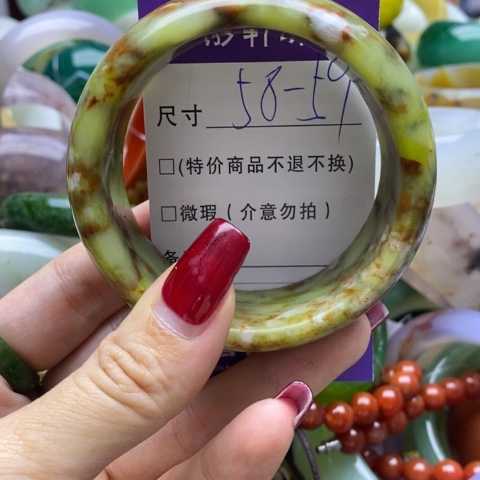 尺寸 58-59
□(特价商品不退不换)
□微瑕(介意勿拍)